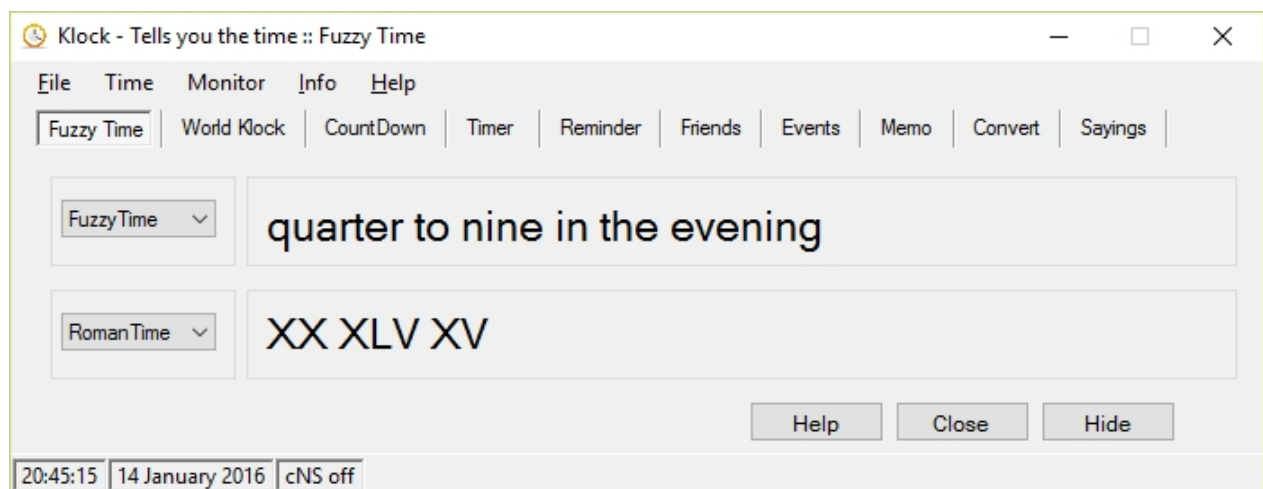 Klock - Tells you the time :: Fuzzy Time
File Time Monitor Info Help
Fuzzy Time World Klock CountDown Timer Reminder Friends Events Memo Convert Sayings
FuzzyTime quarter to nine in the evening
RomanTime XX XLV XV
Help Close Hide
20:45:15 14 January 2016 cNS off